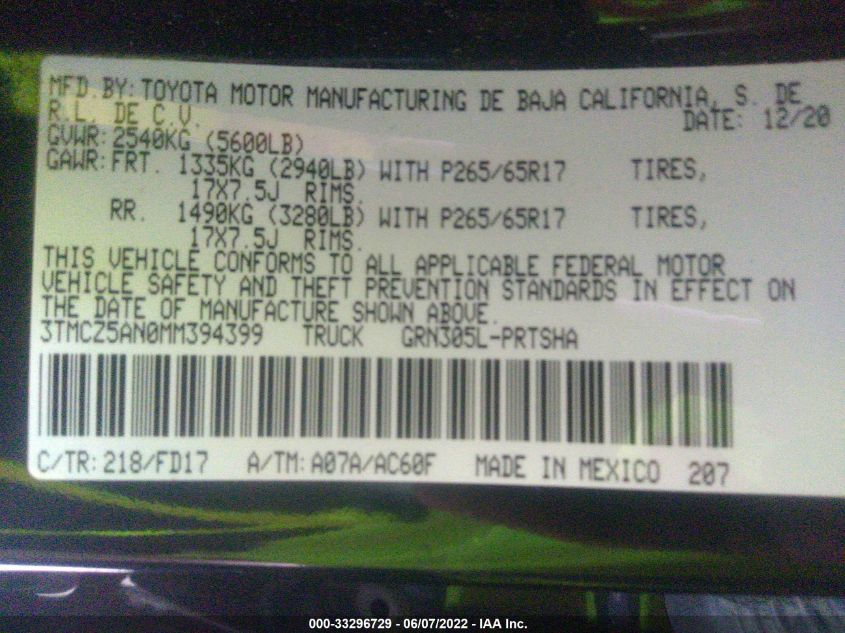 MFD.BY: TOYOTA MOTOR MANUFACTURING DE BAJA CALIFORNIA, S. DE
R.L. DE C.V. DATE: 12/20
GVWR: 2540KG (5600LB)
GAWR: FRT. 1335KG (2940LB) WITH P265/65R17 TIRES,
17X7.5J RIMS.
RR. 1490KG (3280LB) WITH P265/65R17 TIRES,
17X7.5J RIMS.
THIS VEHICLE CONFORMS TO ALL APPLICABLE FEDERAL MOTOR
VEHICLE SAFETY AND THEFT PREVENTION STANDARDS IN EFFECT ON
THE DATE OF MANUFACTURE SHOWN ABOVE.
3TMCZ5AN0MM394399 TRUCK GRN305L-PRTSHA
C/TR: 218/FD17 A/TM: A07A/AC60F MADE IN MEXICO 207
000-33296729 - 06/07/2022 - IAA Inc.